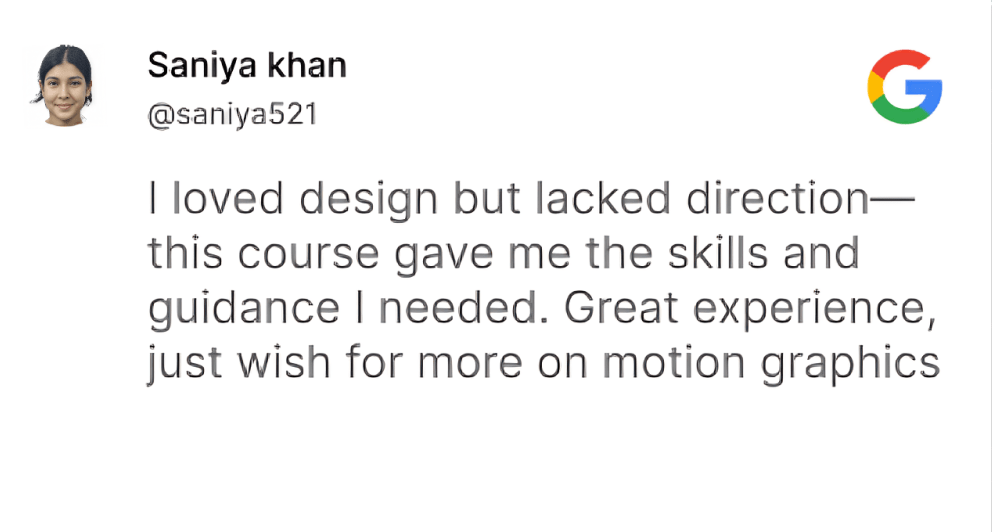 Saniya khan
@saniya521
I loved design but lacked direction—
this course gave me the skills and
guidance I needed. Great experience,
just wish for more on motion graphics